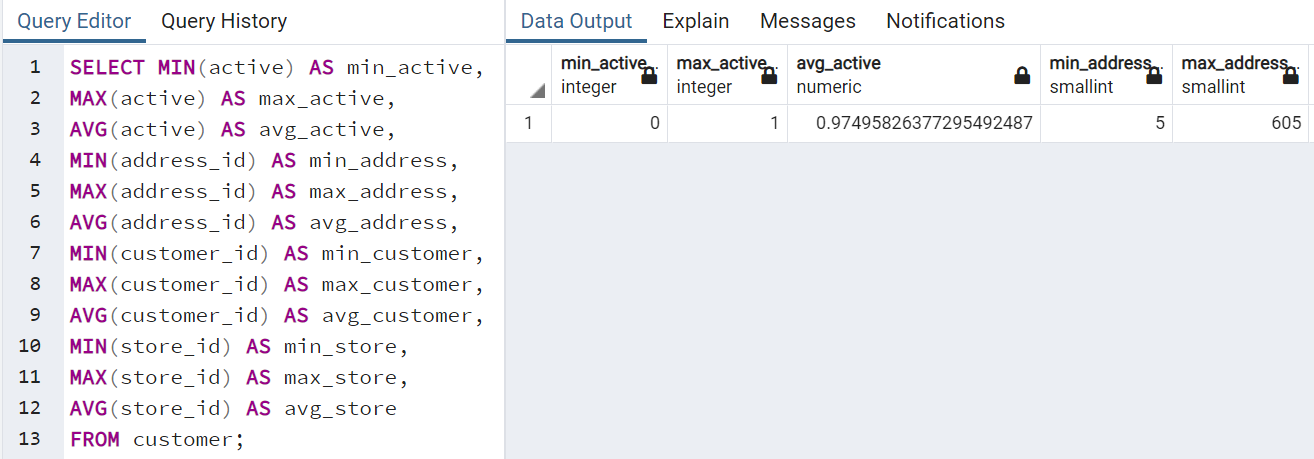 Query Editor Query History
1 SELECT MIN(active) AS min_active,
2 MAX(active) AS max_active,
3 AVG(active) AS avg_active,
4 MIN(address_id) AS min_address,
5 MAX(address_id) AS max_address,
6 AVG(address_id) AS avg_address,
7 MIN(customer_id) AS min_customer,
8 MAX(customer_id) AS max_customer,
9 AVG(customer_id) AS avg_customer,
10 MIN(store_id) AS min_store,
11 MAX(store_id) AS max_store,
12 AVG(store_id) AS avg_store
13 FROM customer;
Data Output Explain Messages Notifications
min_active max_active avg_active min_address max_address
integer integer numeric smallint smallint
1 0 1 0.97495826377295492487 5 605